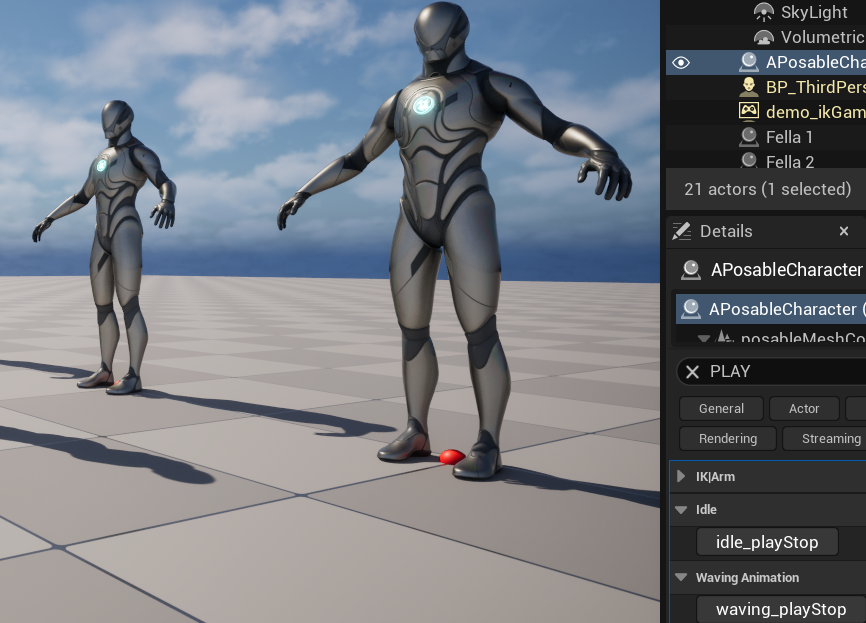 SkyLight
Volumetric
APosableCha
BP_ThirdPers
demo_ikGam
Fella 1
Fella 2
21 actors (1 selected)
Details
APosableCharacter
APosableCharacter (
posableMeshCo
PLAY
General
Actor
Rendering
Streaming
IK|Arm
Idle
idle_playStop
Waving Animation
waving_playStop